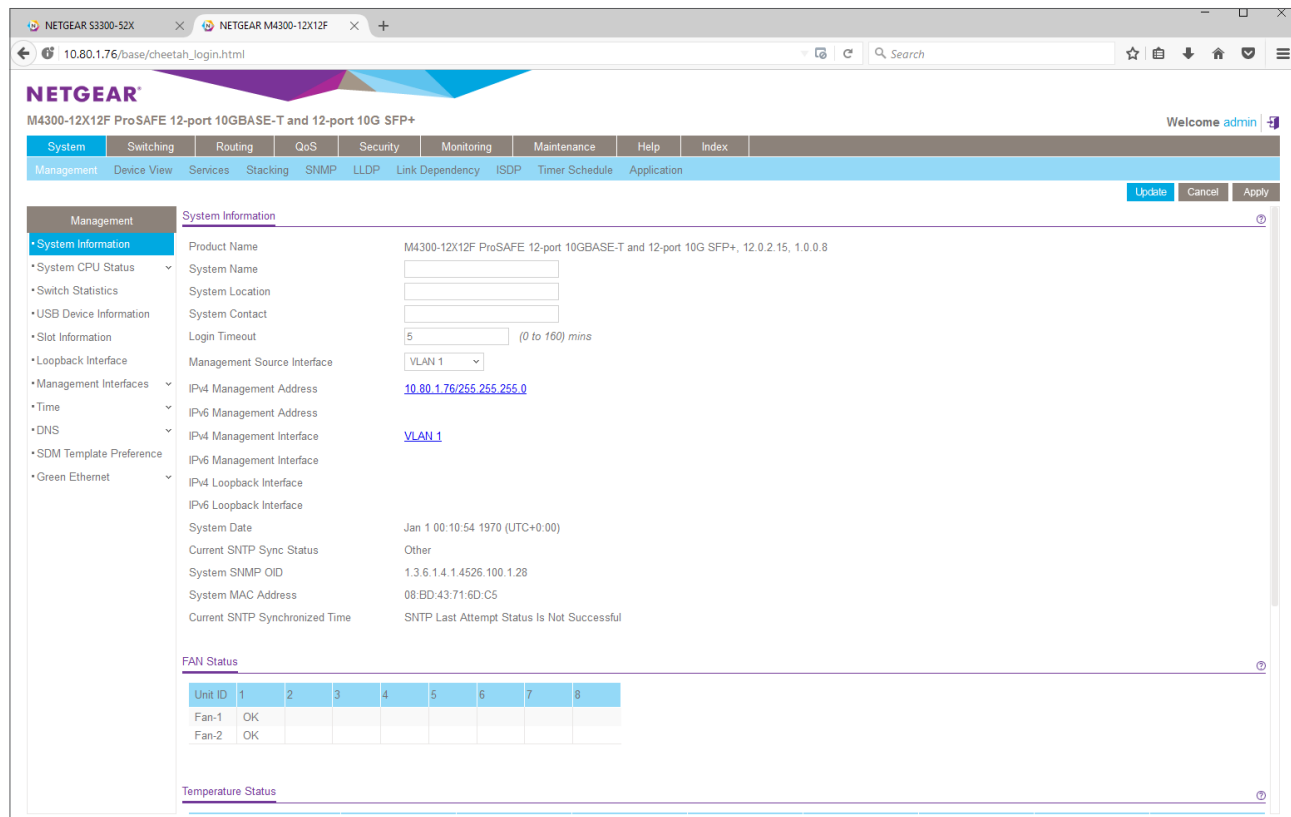 NETGEAR S3300-52X
NETGEAR M4300-12X12F
10.80.1.76/base/cheetah_login.html
Search
NETGEAR®
M4300-12X12F ProSAFE 12-port 10GBASE-T and 12-port 10G SFP+
Welcome admin
System Switching Routing QoS Security Monitoring Maintenance Help Index
Management Device View Services Stacking SNMP LLDP Link Dependency ISDP Timer Schedule Application
Update Cancel Apply
Management
•System Information
•System CPU Status
•Switch Statistics
•USB Device Information
•Slot Information
•Loopback Interface
•Management Interfaces
•Time
•DNS
•SDM Template Preference
•Green Ethernet
System Information
Product Name M4300-12X12F ProSAFE 12-port 10GBASE-T and 12-port 10G SFP+, 12.0.2.15, 1.0.0.8
System Name
System Location
System Contact
Login Timeout 5 (0 to 160) mins
Management Source Interface VLAN 1
IPv4 Management Address 10.80.1.76/255.255.255.0
IPv6 Management Address
IPv4 Management Interface VLAN 1
IPv6 Management Interface
IPv4 Loopback Interface
IPv6 Loopback Interface
System Date Jan 1 00:10:54 1970 (UTC+0:00)
Current SNTP Sync Status Other
System SNMP OID 1.3.6.1.4.1.4526.100.1.28
System MAC Address 08:BD:43:71:6D:C5
Current SNTP Synchronized Time SNTP Last Attempt Status Is Not Successful
FAN Status
Unit ID 1 2 3 4 5 6 7 8
Fan-1 OK
Fan-2 OK
Temperature Status